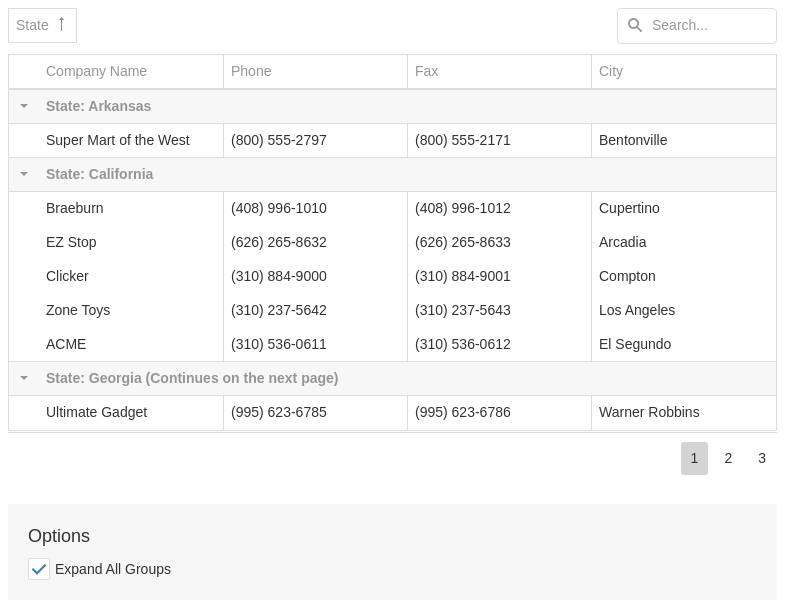 State
Search...
Company Name Phone Fax City
State: Arkansas
Super Mart of the West (800) 555-2797 (800) 555-2171 Bentonville
State: California
Braeburn (408) 996-1010 (408) 996-1012 Cupertino
EZ Stop (626) 265-8632 (626) 265-8633 Arcadia
Clicker (310) 884-9000 (310) 884-9001 Compton
Zone Toys (310) 237-5642 (310) 237-5643 Los Angeles
ACME (310) 536-0611 (310) 536-0612 El Segundo
State: Georgia (Continues on the next page)
Ultimate Gadget (995) 623-6785 (995) 623-6786 Warner Robbins
1 2 3
Options
Expand All Groups